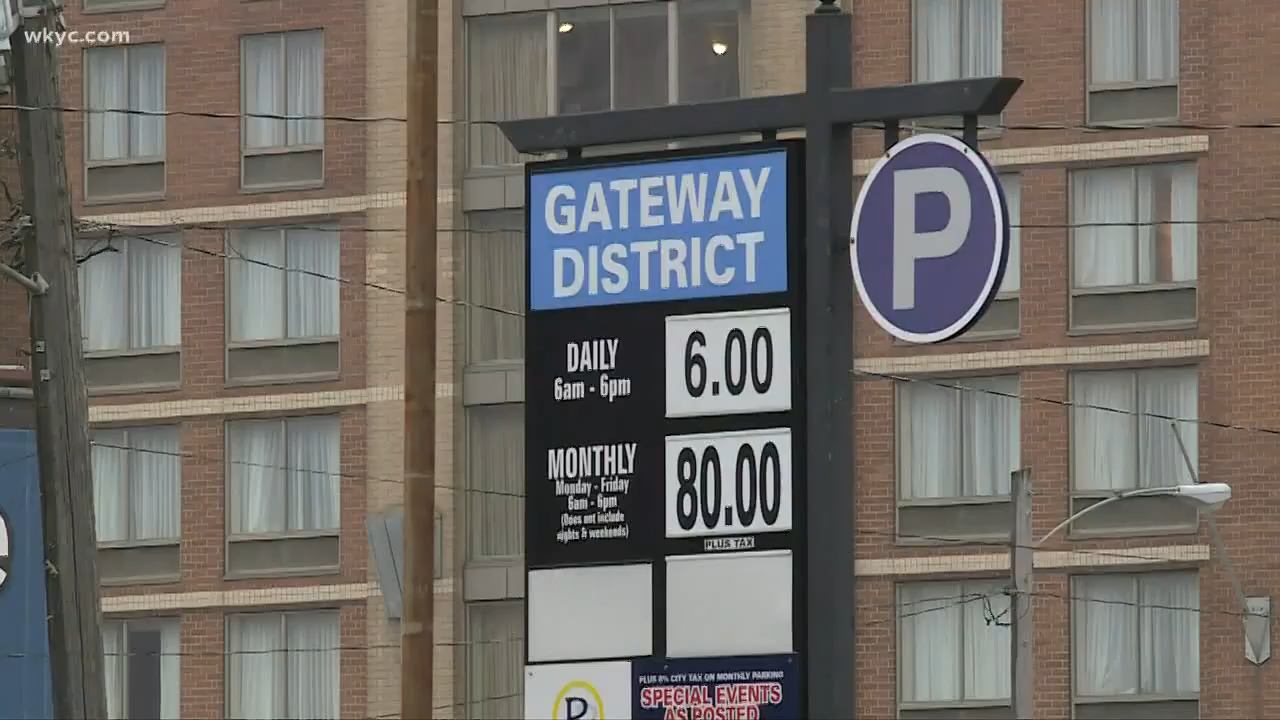 wkyc.com
GATEWAY
DISTRICT
P
DAILY
6am - 6pm
6.00
MONTHLY
Monday - Friday
6am - 6pm
(Does not include
nights & weekends)
80.00
PLUS TAX
P
PLUS 8% CITY TAX ON MONTHLY PARKING
SPECIAL EVENTS
AS POSTED